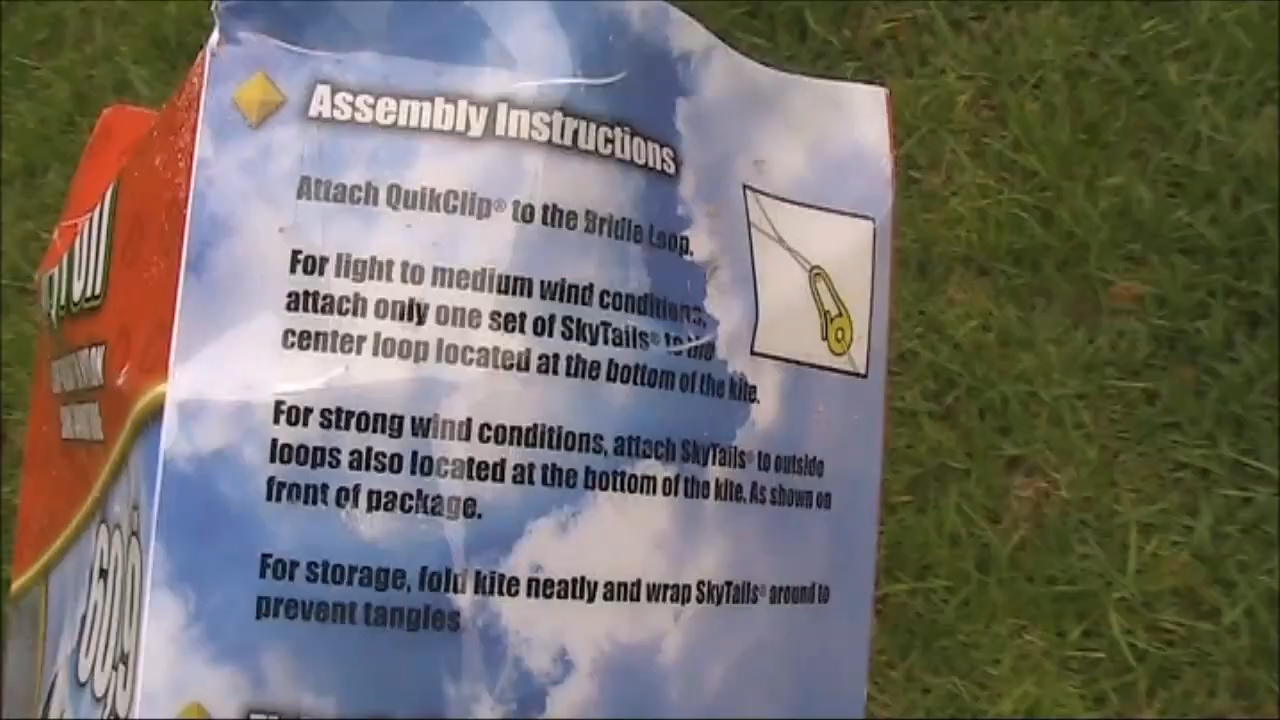 Assembly Instructions
Attach QuikClip® to the Bridle Loop.
For light to medium wind conditions,
attach only one set of SkyTails® to the
center loop located at the bottom of the kite.
For strong wind conditions, attach SkyTails® to outside
loops also located at the bottom of the kite. As shown on
front of package.
For storage, fold kite neatly and wrap SkyTails® around to
prevent tangles
60,9